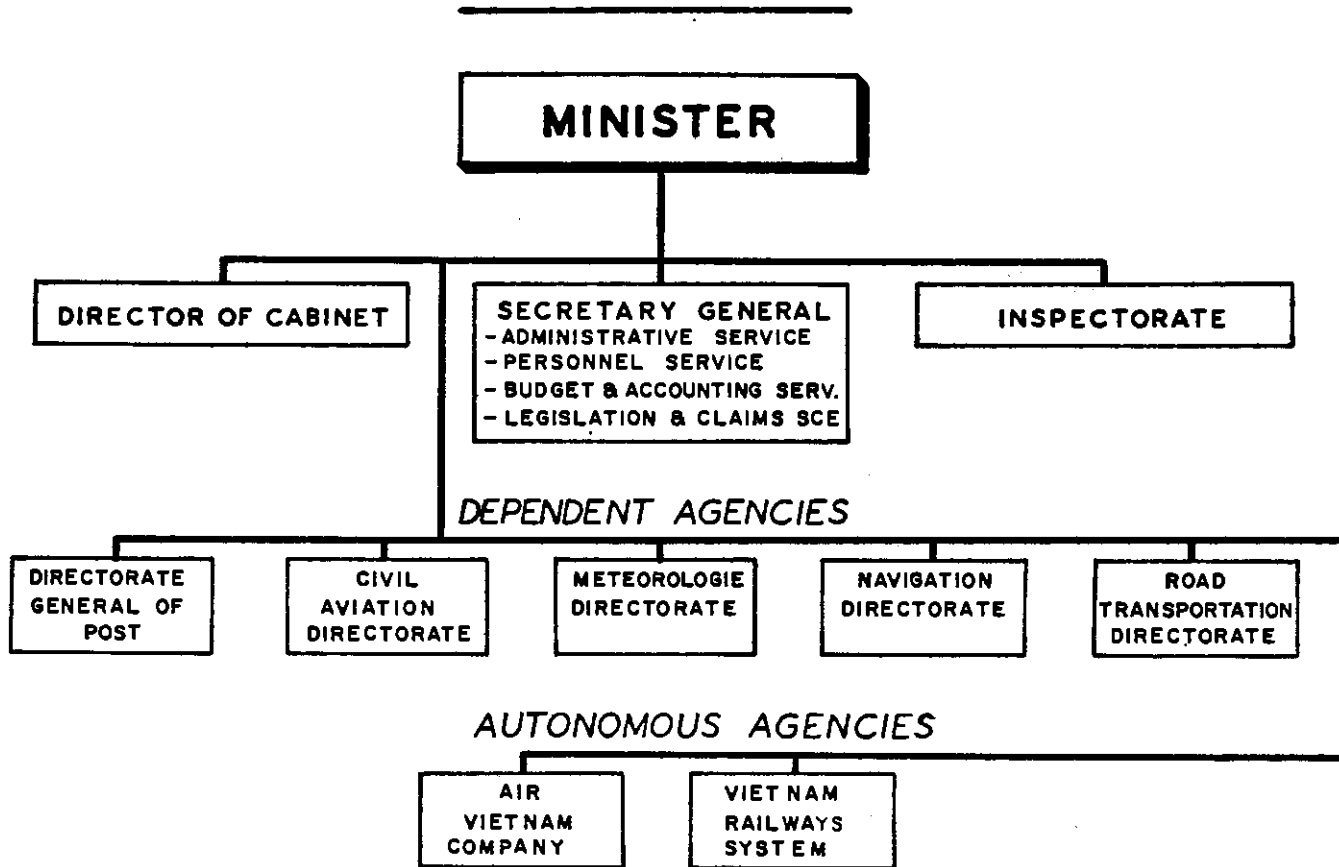 MINISTER
DIRECTOR OF CABINET
SECRETARY GENERAL
- ADMINISTRATIVE SERVICE
- PERSONNEL SERVICE
- BUDGET & ACCOUNTING SERV.
- LEGISLATION & CLAIMS SCE
INSPECTORATE
DEPENDENT AGENCIES
DIRECTORATE
GENERAL OF
POST
CIVIL
AVIATION
DIRECTORATE
METEOROLOGIE
DIRECTORATE
NAVIGATION
DIRECTORATE
ROAD
TRANSPORTATION
DIRECTORATE
AUTONOMOUS AGENCIES
AIR
VIETNAM
COMPANY
VIETNAM
RAILWAYS
SYSTEM